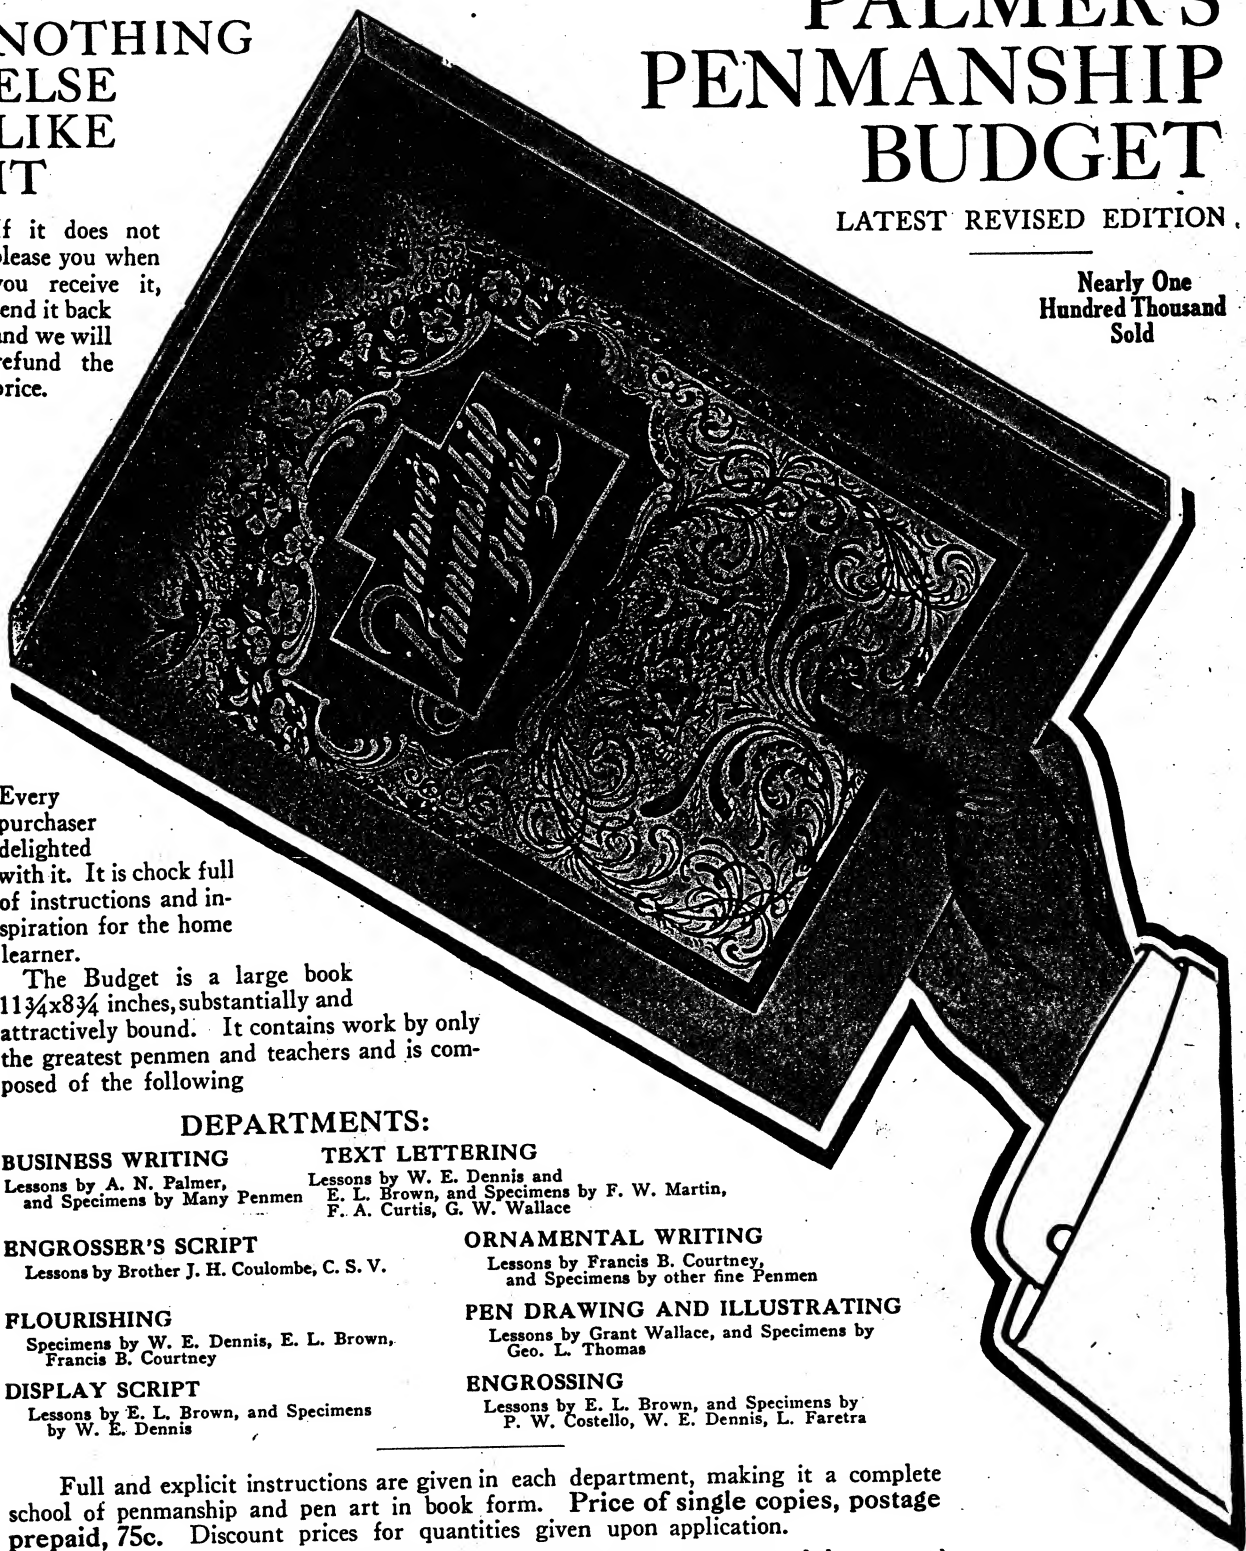 NOTHING
ELSE
LIKE
IT
If it does not
please you when
you receive it,
send it back
and we will
refund the
price.
PALMER'S
PENMANSHIP
BUDGET
LATEST REVISED EDITION
Nearly One
Hundred Thousand
Sold
Palmer's
Penmanship
Budget.
Every
purchaser
delighted
with it. It is chock full
of instructions and in-
spiration for the home
learner.
The Budget is a large book
11¾x8¾ inches, substantially and
attractively bound. It contains work by only
the greatest penmen and teachers and is com-
posed of the following
DEPARTMENTS:
BUSINESS WRITING
Lessons by A. N. Palmer,
and Specimens by Many Penmen
TEXT LETTERING
Lessons by W. E. Dennis and
E. L. Brown, and Specimens by F. W. Martin,
F. A. Curtis, G. W. Wallace
ENGROSSER'S SCRIPT
Lessons by Brother J. H. Coulombe, C. S. V.
ORNAMENTAL WRITING
Lessons by Francis B. Courtney,
and Specimens by other fine Penmen
FLOURISHING
Specimens by W. E. Dennis, E. L. Brown,
Francis B. Courtney
PEN DRAWING AND ILLUSTRATING
Lessons by Grant Wallace, and Specimens by
Geo. L. Thomas
DISPLAY SCRIPT
Lessons by E. L. Brown, and Specimens
by W. E. Dennis
ENGROSSING
Lessons by E. L. Brown, and Specimens by
P. W. Costello, W. E. Dennis, L. Faretra
Full and explicit instructions are given in each department, making it a complete
school of penmanship and pen art in book form. Price of single copies, postage
prepaid, 75c. Discount prices for quantities given upon application.